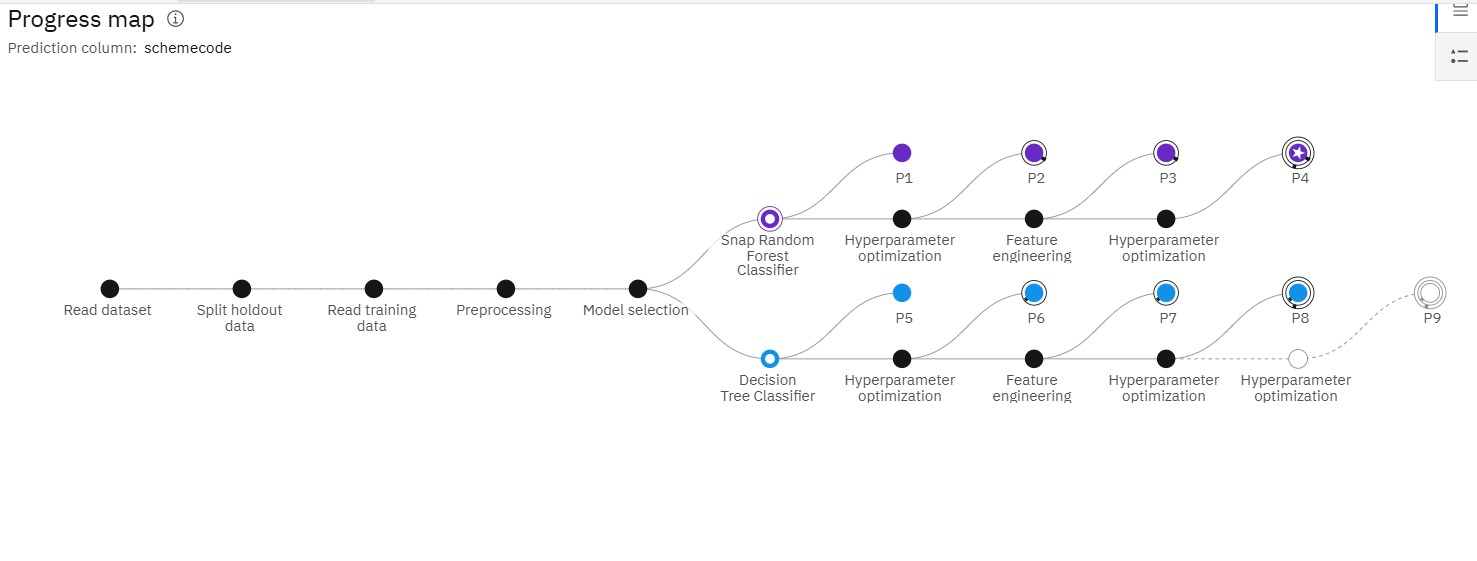 Progress map
Prediction column: schemecode
P1
P2
P3
P4
Snap Random
Forest
Classifier
Hyperparameter
optimization
Feature
engineering
Hyperparameter
optimization
Read dataset
Split holdout
data
Read training
data
Preprocessing
Model selection
P5
P6
P7
P8
P9
Decision
Tree Classifier
Hyperparameter
optimization
Feature
engineering
Hyperparameter
optimization
Hyperparameter
optimization